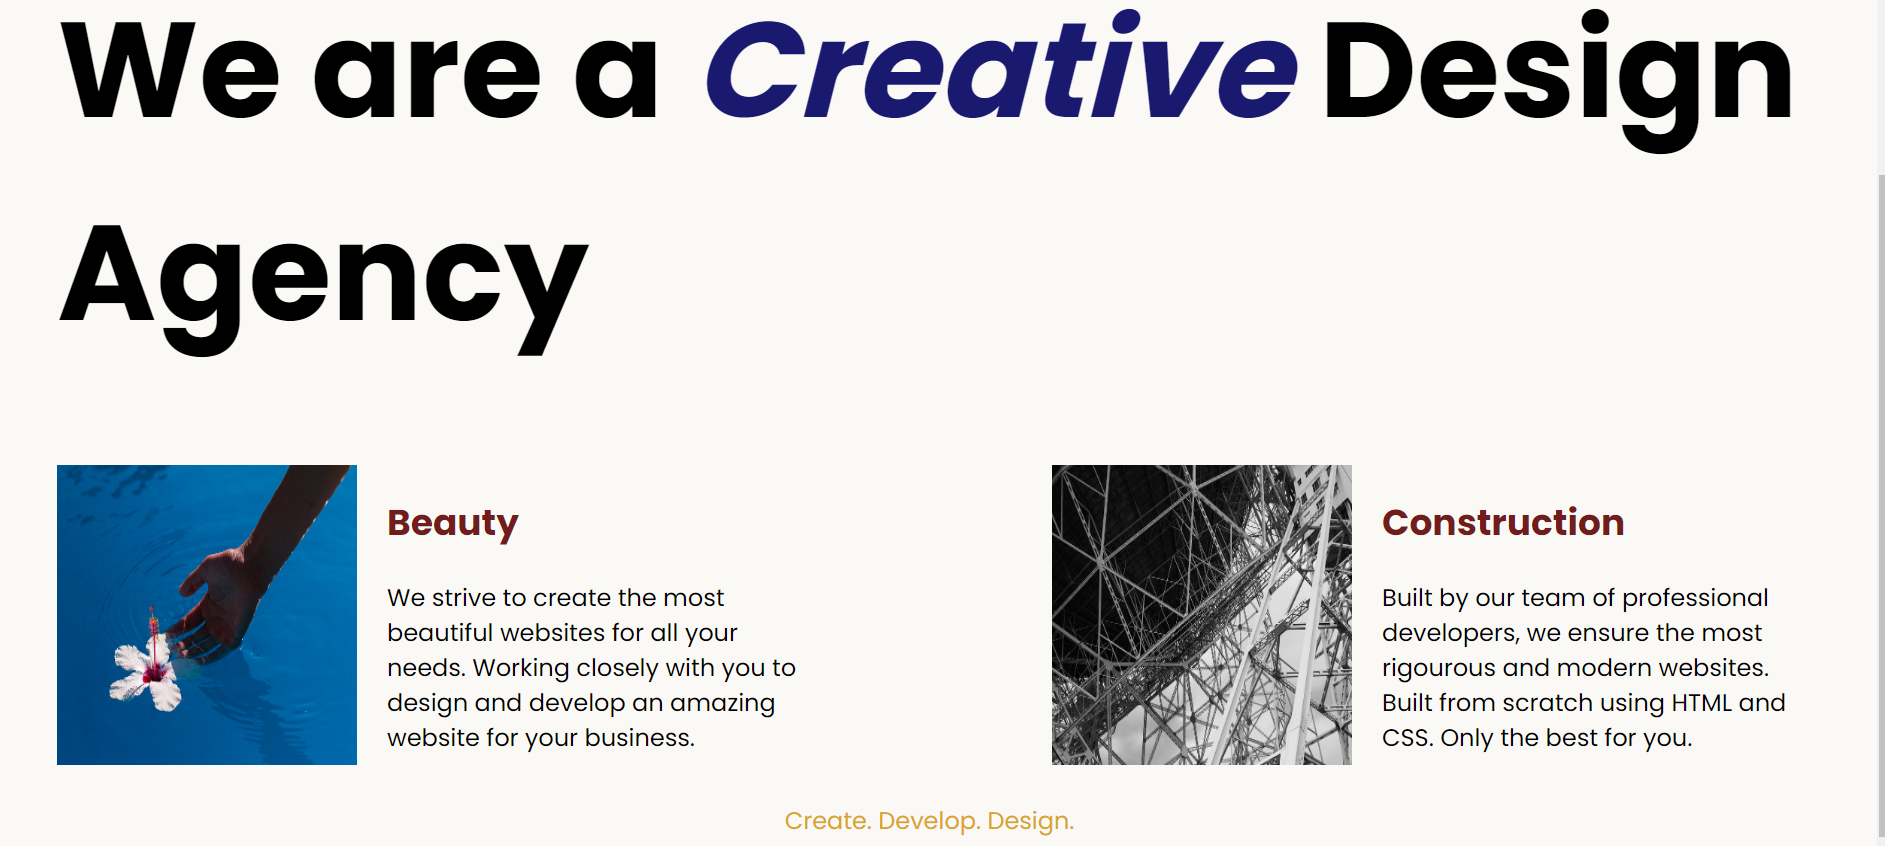 We are a Creative Design
Agency
Beauty
We strive to create the most
beautiful websites for all your
needs. Working closely with you to
design and develop an amazing
website for your business.
Construction
Built by our team of professional
developers, we ensure the most
rigourous and modern websites.
Built from scratch using HTML and
CSS. Only the best for you.
Create. Develop. Design.